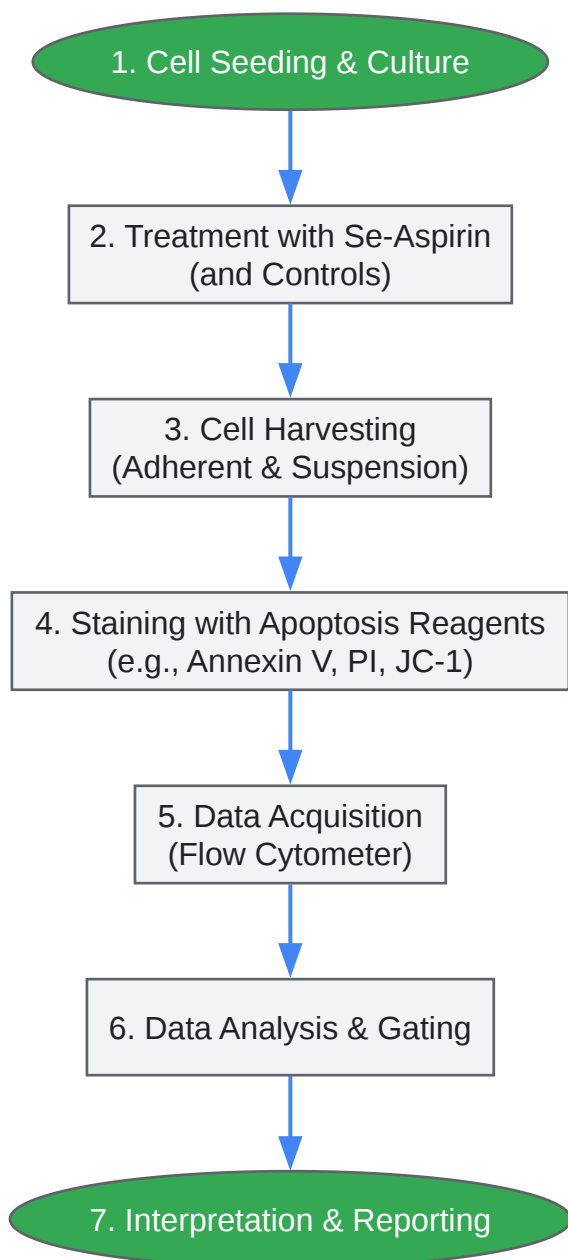 1. Cell Seeding & Culture
2. Treatment with Se-Aspirin
(and Controls)
3. Cell Harvesting
(Adherent & Suspension)
4. Staining with Apoptosis Reagents
(e.g., Annexin V, PI, JC-1)
5. Data Acquisition
(Flow Cytometer)
6. Data Analysis & Gating
7. Interpretation & Reporting